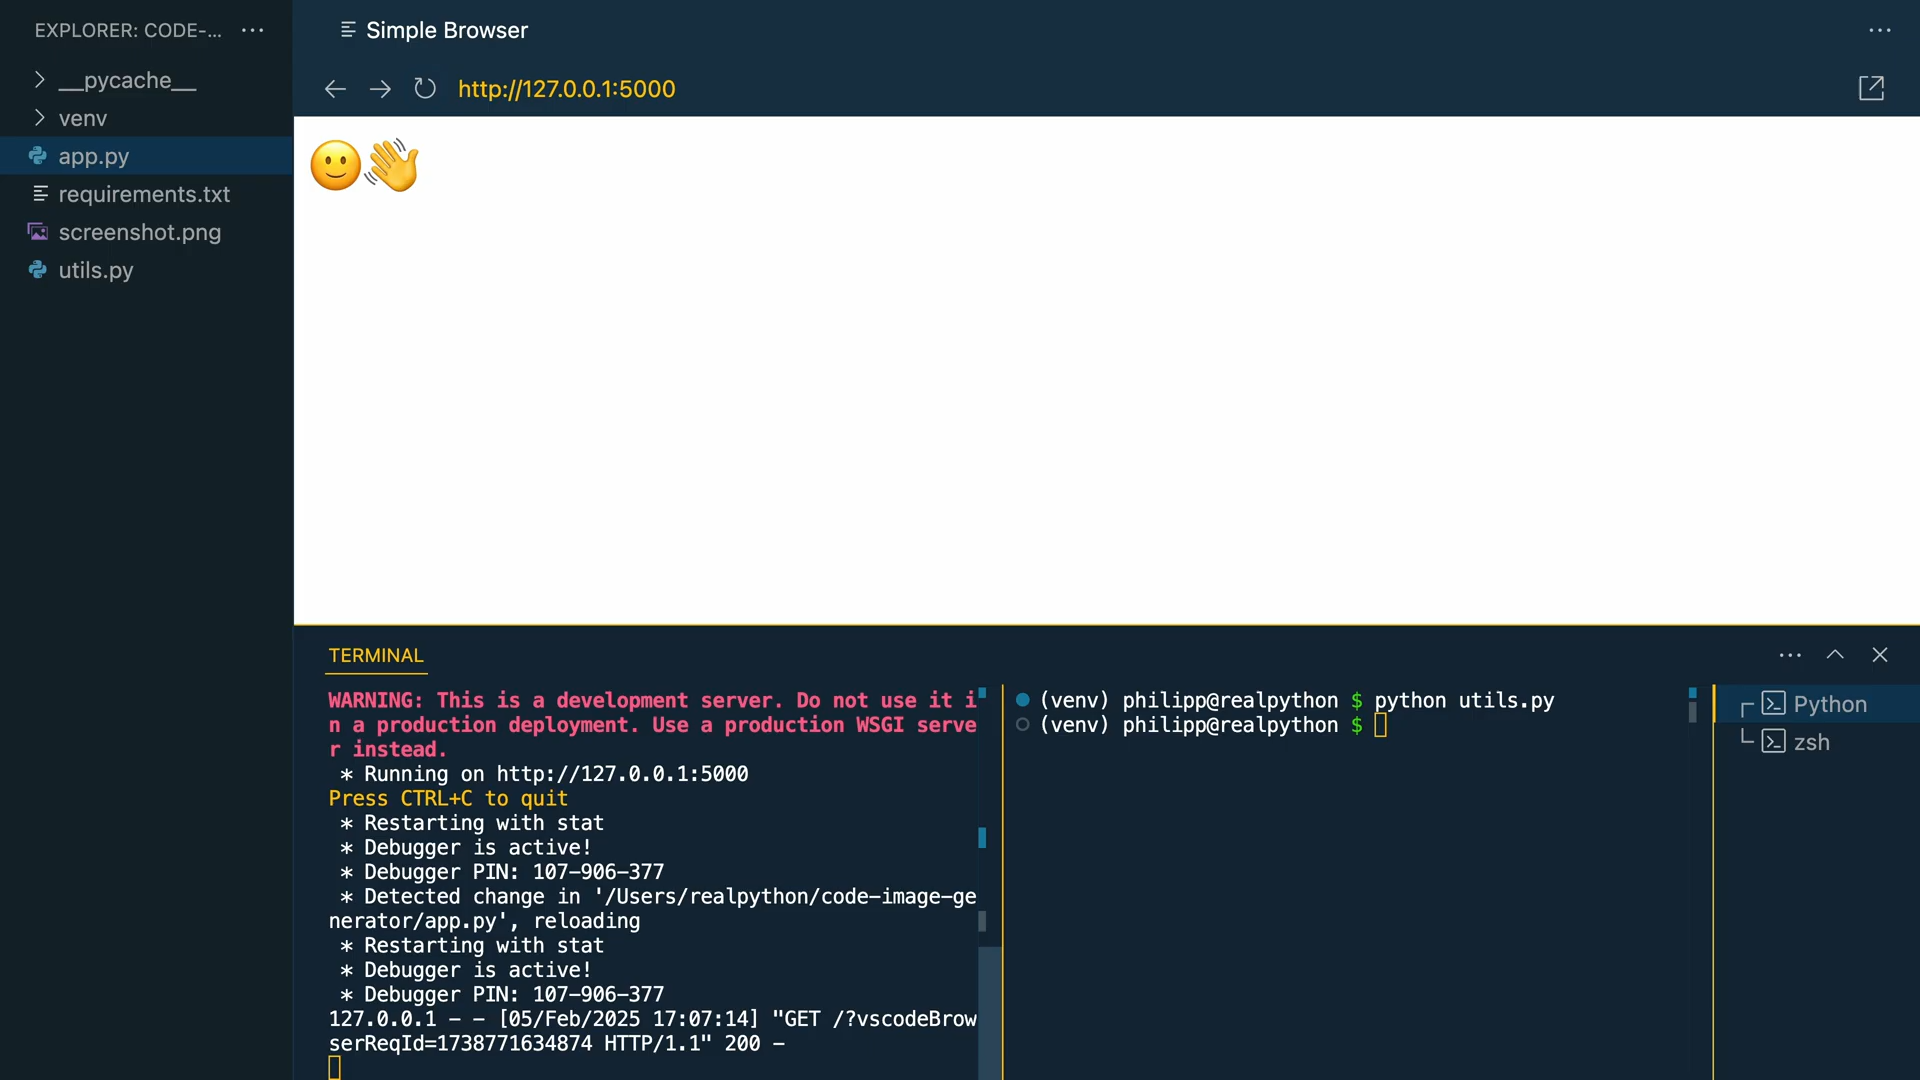 EXPLORER: CODE-...
__pycache__
venv
app.py
requirements.txt
screenshot.png
utils.py
Simple Browser
http://127.0.0.1:5000
🙂👋
TERMINAL
WARNING: This is a development server. Do not use it i
n a production deployment. Use a production WSGI serve
r instead.
* Running on http://127.0.0.1:5000
Press CTRL+C to quit
* Restarting with stat
* Debugger is active!
* Debugger PIN: 107-906-377
* Detected change in '/Users/realpython/code-image-ge
nerator/app.py', reloading
* Restarting with stat
* Debugger is active!
* Debugger PIN: 107-906-377
127.0.0.1 - - [05/Feb/2025 17:07:14] "GET /?vscodeBrow
serReqId=1738771634874 HTTP/1.1" 200 -
(venv) philipp@realpython $ python utils.py
(venv) philipp@realpython $
Python
zsh